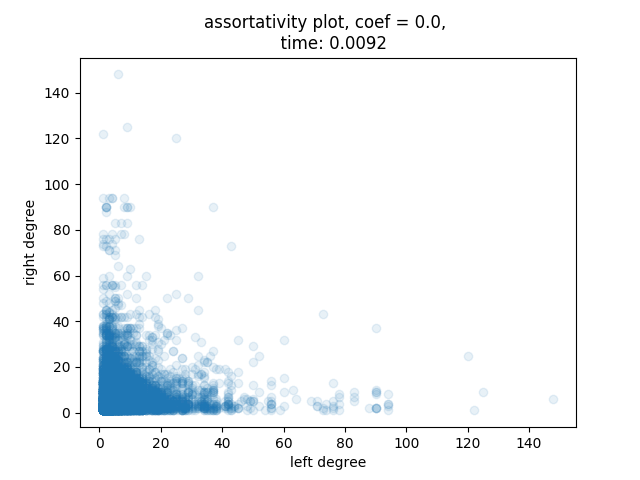 assortativity plot, coef = 0.0,
time: 0.0092
140
120
100
80
60
40
20
0
right degree
0 20 40 60 80 100 120 140
left degree